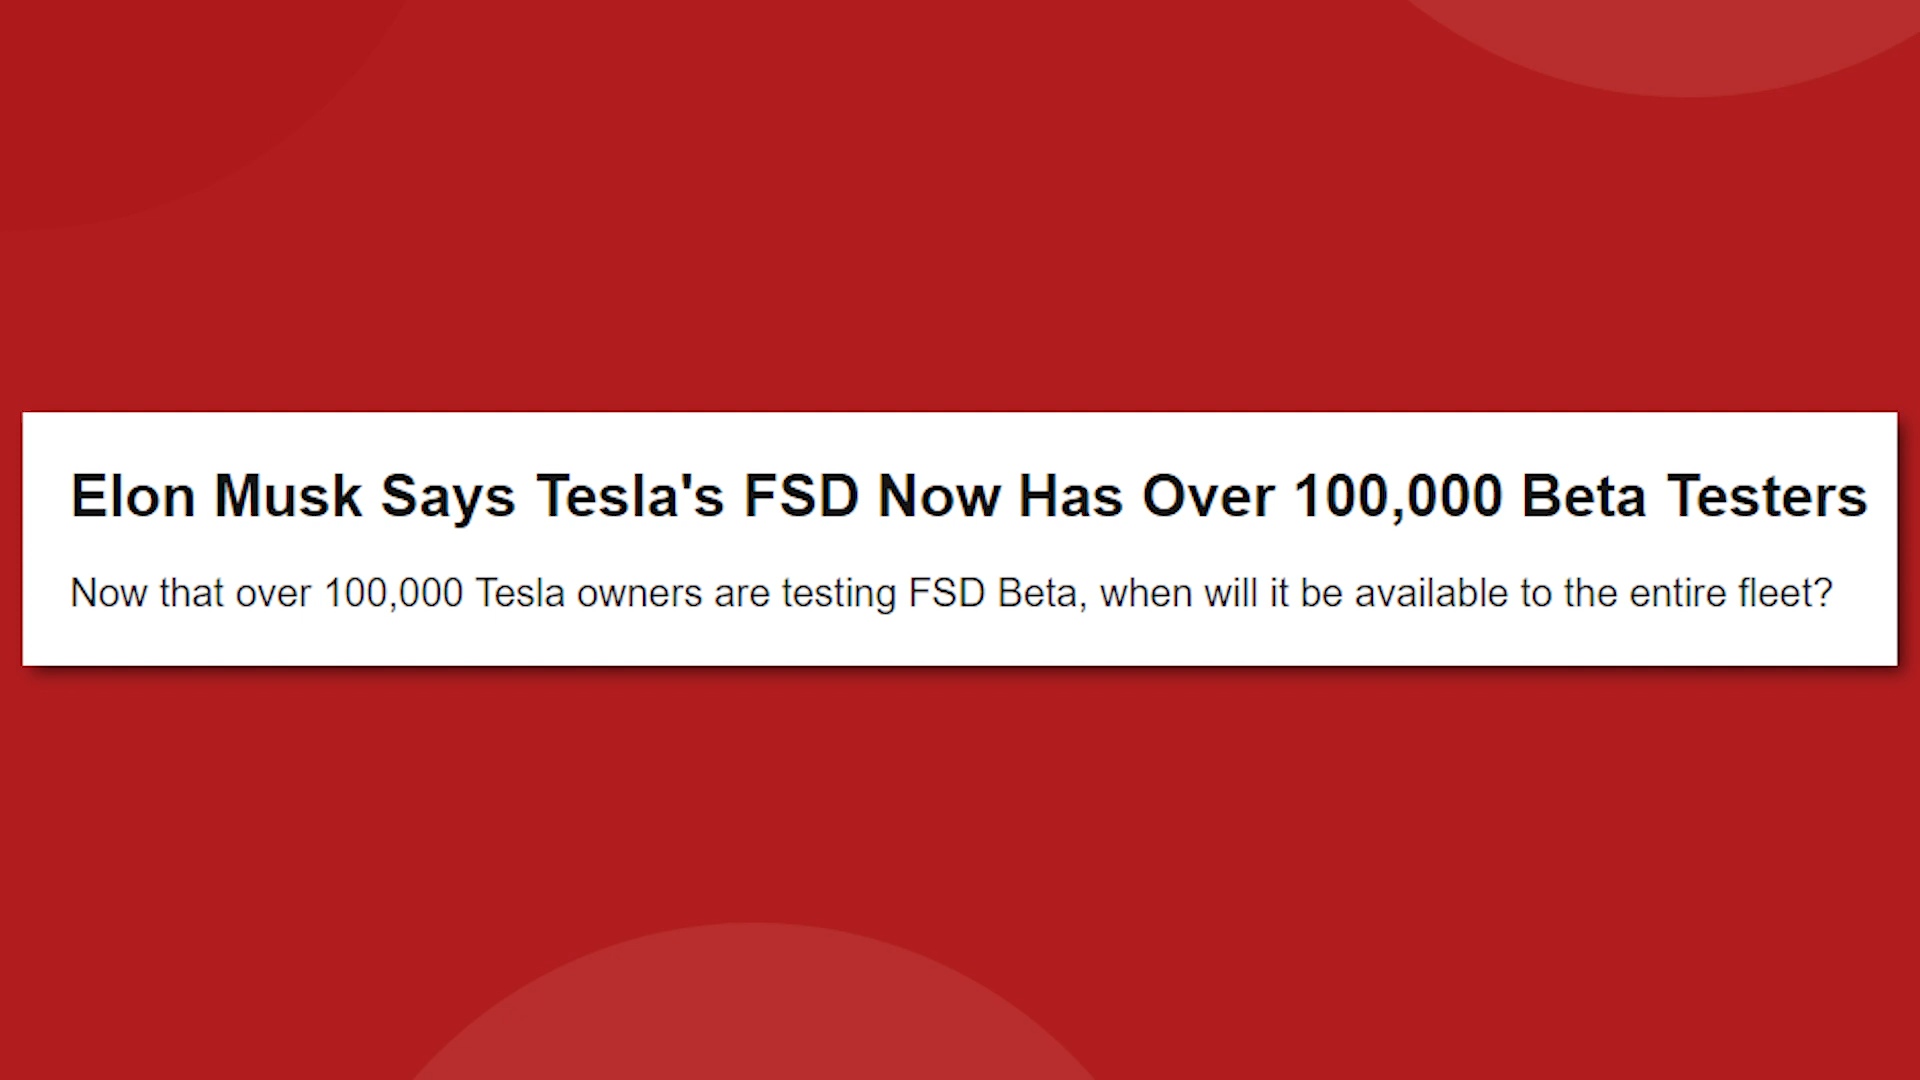 Elon Musk Says Tesla's FSD Now Has Over 100,000 Beta Testers
Now that over 100,000 Tesla owners are testing FSD Beta, when will it be available to the entire fleet?